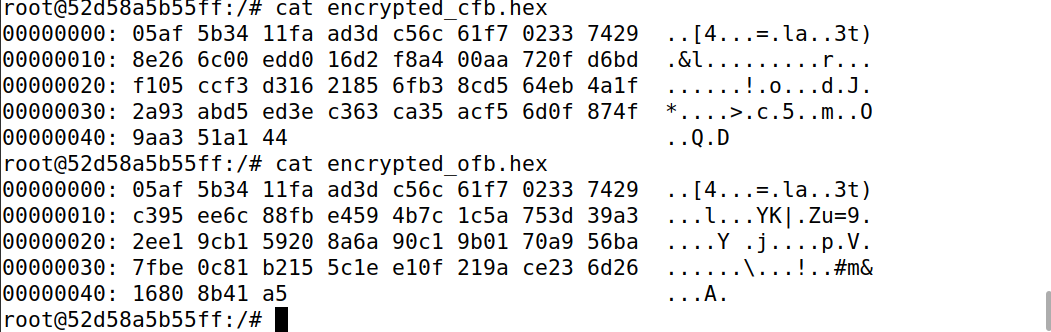 root@52d58a5b55ff:/# cat encrypted_cfb.hex
00000000: 05af 5b34 11fa ad3d c56c 61f7 0233 7429  ..[4...=.la..3t)
00000010: 8e26 6c00 edd0 16d2 f8a4 00aa 720f d6bd  .&l.........r...
00000020: f105 ccf3 d316 2185 6fb3 8cd5 64eb 4a1f  ......!.o...d.J.
00000030: 2a93 abd5 ed3e c363 ca35 acf5 6d0f 874f  *....>.c.5..m..O
00000040: 9aa3 51a1 44                             ..Q.D
root@52d58a5b55ff:/# cat encrypted_ofb.hex
00000000: 05af 5b34 11fa ad3d c56c 61f7 0233 7429  ..[4...=.la..3t)
00000010: c395 ee6c 88fb e459 4b7c 1c5a 753d 39a3  ...l...YK|.Zu=9.
00000020: 2ee1 9cb1 5920 8a6a 90c1 9b01 70a9 56ba  ....Y .j....p.V.
00000030: 7fbe 0c81 b215 5c1e e10f 219a ce23 6d26  ......\...!..#m&
00000040: 1680 8b41 a5                             ...A.
root@52d58a5b55ff:/#